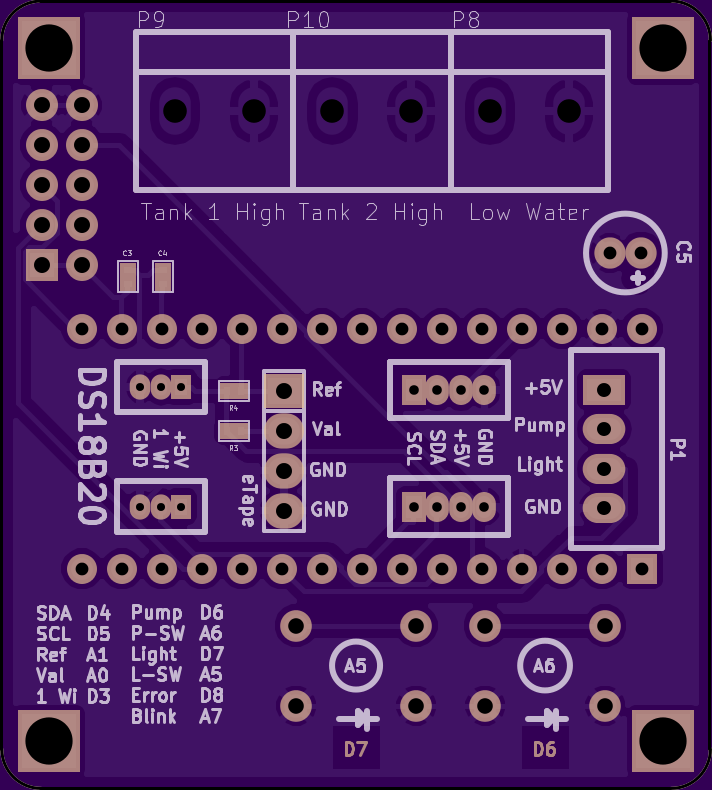 P9 P10 P8
Tank 1 High Tank 2 High Low Water
C5
C3 C4
DS18B20
GND
1 Wi
+5V
R4
R3
Ref
Val
GND
GND
eTape
SCL
SDA
+5V
GND
+5V
Pump
Light
GND
P1
SDA D4 Pump D6
SCL D5 P-SW A6
Ref A1 Light D7
Val A0 L-SW A5
1 Wi D3 Error D8
Blink A7
A5 A6
D7 D6